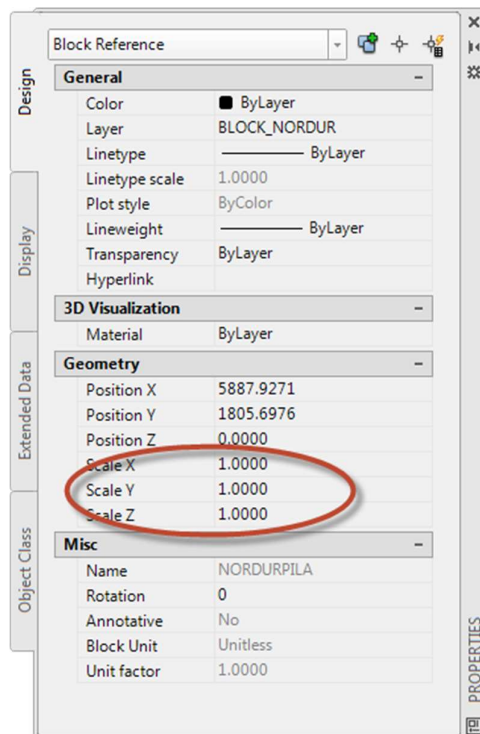 Block Reference
General
Color ByLayer
Layer BLOCK_NORDUR
Linetype ByLayer
Linetype scale 1.0000
Plot style ByColor
Lineweight ByLayer
Transparency ByLayer
Hyperlink
3D Visualization
Material ByLayer
Geometry
Position X 5887.9271
Position Y 1805.6976
Position Z 0.0000
Scale X 1.0000
Scale Y 1.0000
Scale Z 1.0000
Misc
Name NORDURPILA
Rotation 0
Annotative No
Block Unit Unitless
Unit factor 1.0000
Design
Display
Extended Data
Object Class
PROPERTIES